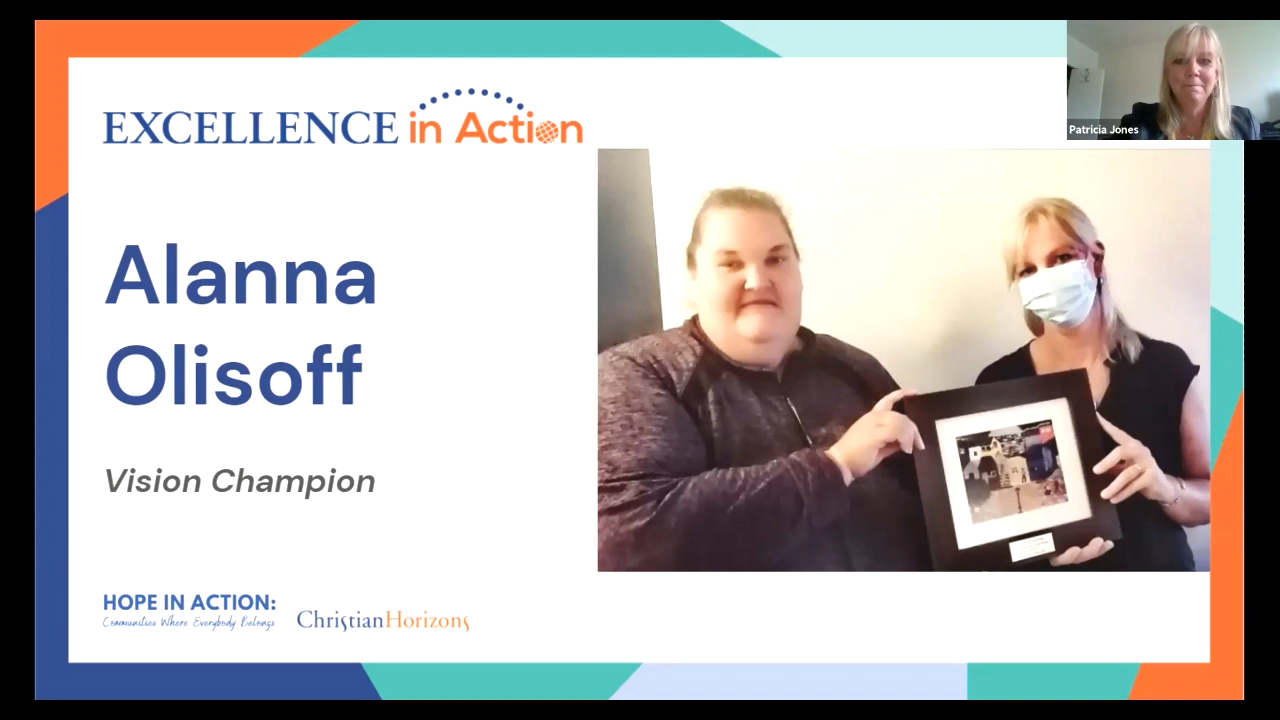 Patricia Jones
EXCELLENCE in Action
Alanna
Olisoff
Vision Champion
HOPE IN ACTION:
Communities Where Everybody Belongs
ChristianHorizons